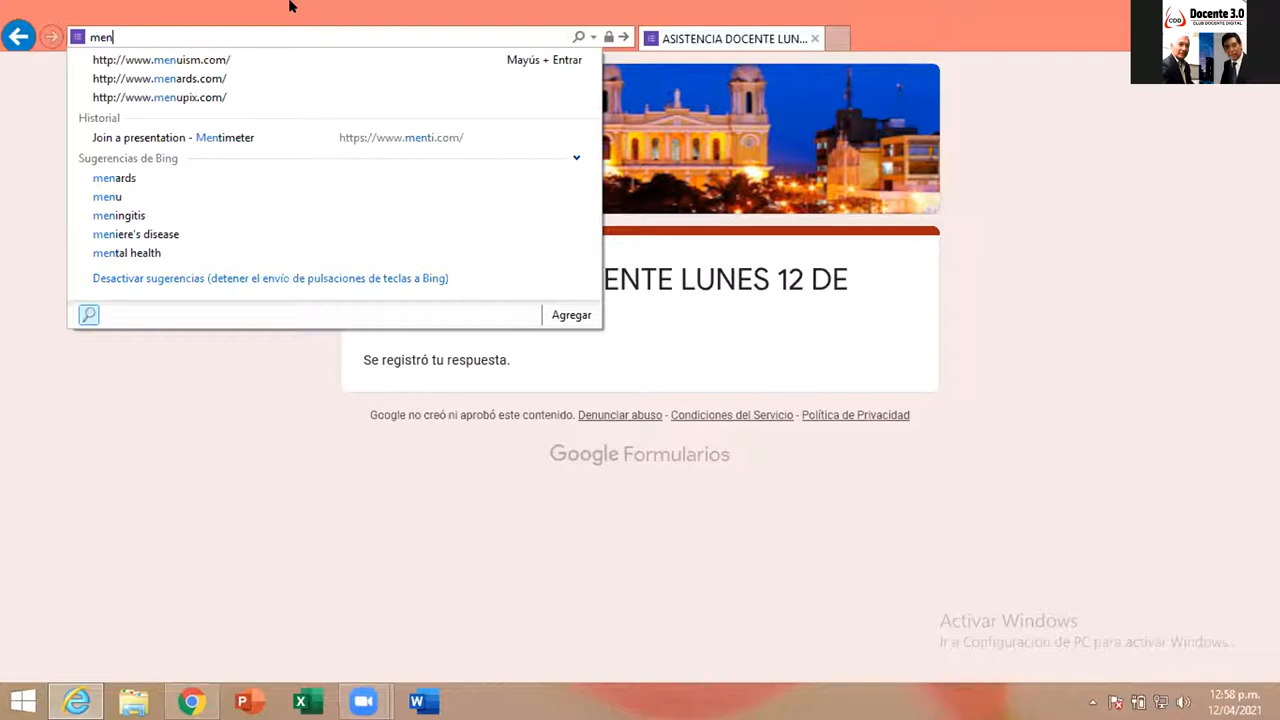 men
ASISTENCIA DOCENTE LUN...
Docente 3.0
CLUB DOCENTE DIGITAL
CDD
http://www.menuism.com/ Mayús + Entrar
http://www.menards.com/
http://www.menupix.com/
Historial
Join a presentation - Mentimeter https://www.menti.com/
Sugerencias de Bing
menards
menu
meningitis
meniere's disease
mental health
Desactivar sugerencias (detener el envío de pulsaciones de teclas a Bing)
Agregar
ENTE LUNES 12 DE
Se registró tu respuesta.
Google no creó ni aprobó este contenido. Denunciar abuso - Condiciones del Servicio - Política de Privacidad
Google Formularios
Activar Windows
Ir a Configuración de PC para activar Windows.
12:58 p.m.
12/04/2021